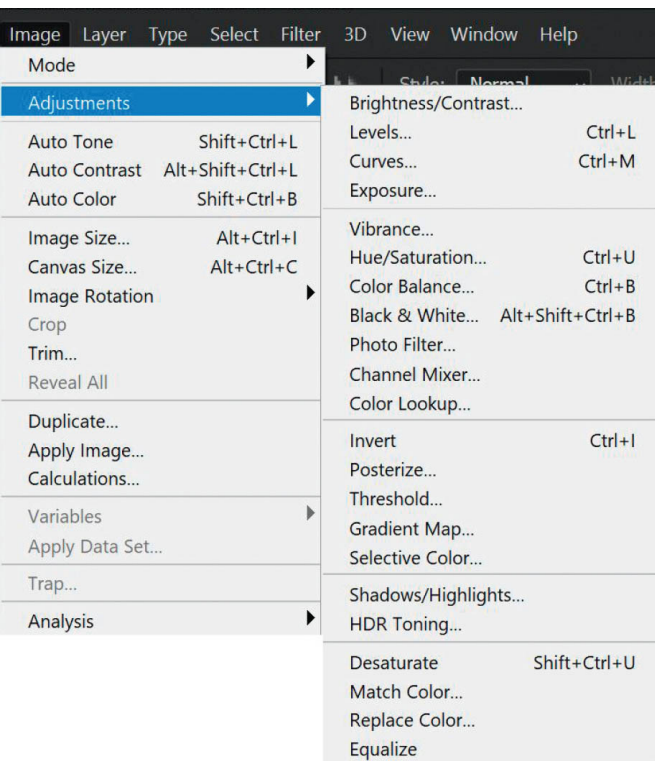 Image Layer Type Select Filter 3D View Window Help
Style: Normal Width
Mode
Adjustments
Auto Tone Shift+Ctrl+L
Auto Contrast Alt+Shift+Ctrl+L
Auto Color Shift+Ctrl+B
Image Size... Alt+Ctrl+I
Canvas Size... Alt+Ctrl+C
Image Rotation
Crop
Trim...
Reveal All
Duplicate...
Apply Image...
Calculations...
Variables
Apply Data Set...
Trap...
Analysis
Brightness/Contrast...
Levels... Ctrl+L
Curves... Ctrl+M
Exposure...
Vibrance...
Hue/Saturation... Ctrl+U
Color Balance... Ctrl+B
Black & White... Alt+Shift+Ctrl+B
Photo Filter...
Channel Mixer...
Color Lookup...
Invert Ctrl+I
Posterize...
Threshold...
Gradient Map...
Selective Color...
Shadows/Highlights...
HDR Toning...
Desaturate Shift+Ctrl+U
Match Color...
Replace Color...
Equalize